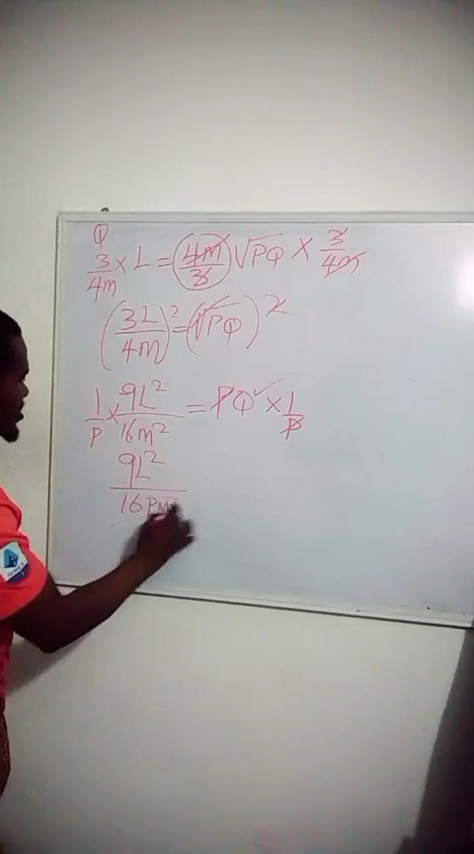 Q
3/4m × L = (4m/3) √PQ × 3/4m
(3L/4m)² = (√PQ)²
1/P × 9L²/16m² = PQ × 1/P
9L²/16PM²